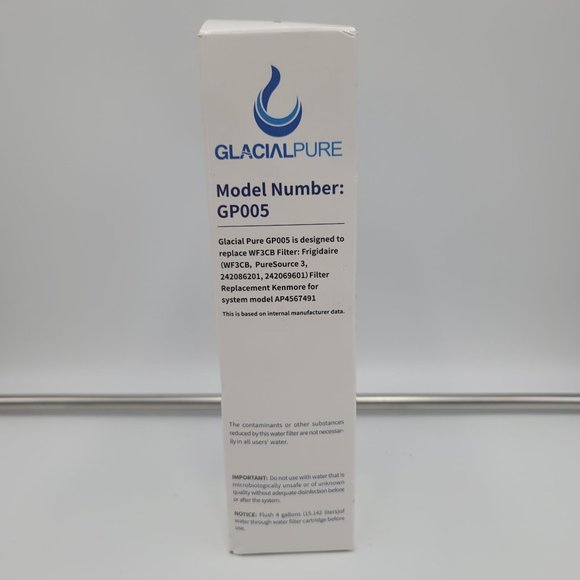 GLACIALPURE
Model Number:
GP005
Glacial Pure GP005 is designed to
replace WF3CB Filter: Frigidaire
(WF3CB, PureSource 3,
242086201, 242069601) Filter
Replacement Kenmore for
system model AP4567491
This is based on internal manufacturer data.
The contaminants or other substances
reduced by this water filter are not necessar-
ily in all users' water.
IMPORTANT: Do not use with water that is
microbiologically unsafe or of unknown
quality without adequate disinfection before
or after the system.
NOTICE: Flush 4 gallons (15.142 liters)of
water through water filter cartridge before
use.